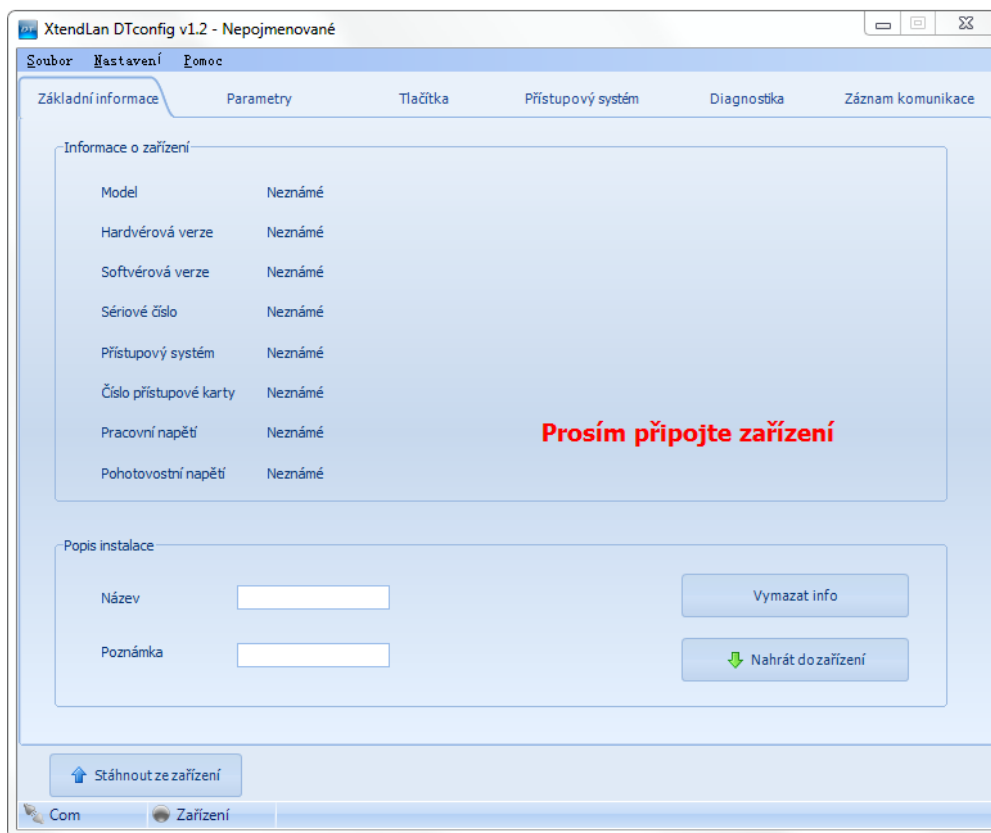 XtendLan DTconfig v1.2 - Nepojmenované
Soubor Nastavení Pomoc
Základní informace Parametry Tlačítka Přístupový systém Diagnostika Záznam komunikace
Informace o zařízení
Model Neznámé
Hardvérová verze Neznámé
Softvérová verze Neznámé
Sériové číslo Neznámé
Přístupový systém Neznámé
Číslo přístupové karty Neznámé
Pracovní napětí Neznámé
Prosím připojte zařízení
Pohotovostní napětí Neznámé
Popis instalace
Název
Vymazat info
Poznámka
Nahrát do zařízení
Stáhnout ze zařízení
Com Zařízení